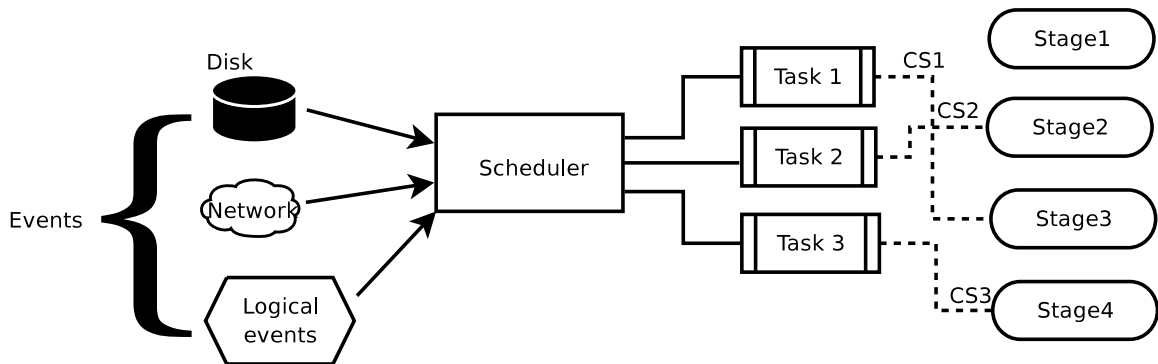 Events
Disk
Network
Logical
events
Scheduler
Task 1
Task 2
Task 3
CS1
CS2
CS3
Stage1
Stage2
Stage3
Stage4